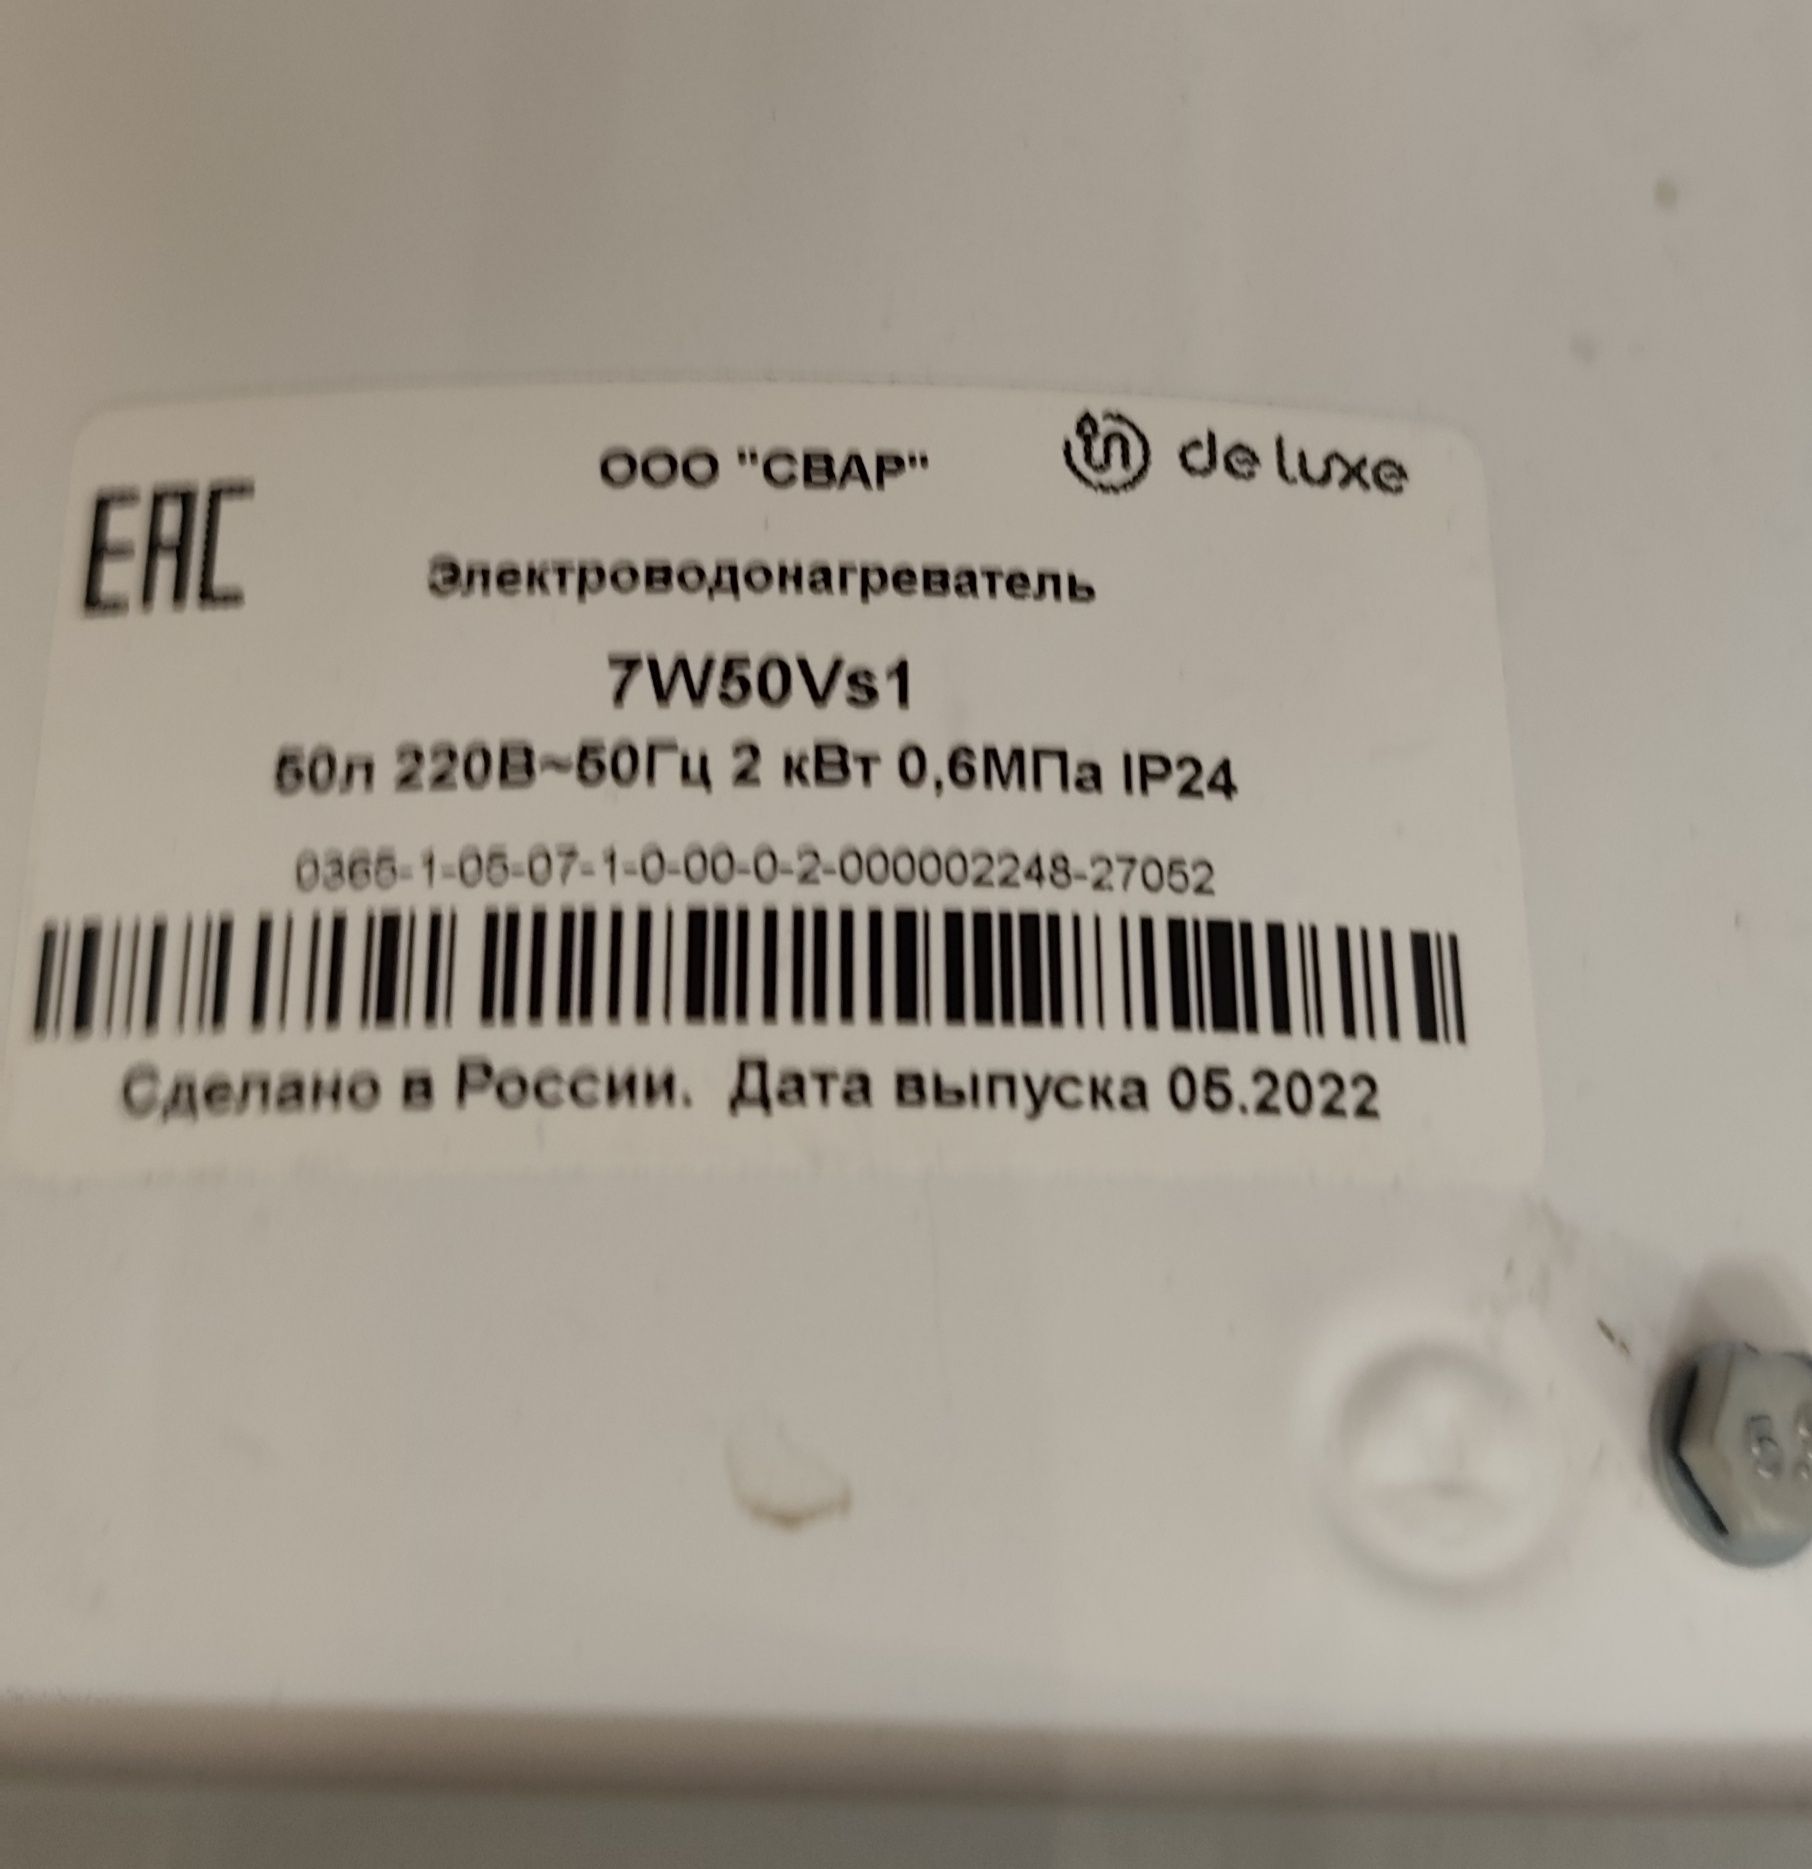 ООО "СВАР"
de luxe
EAC
Электроводонагреватель
7W50Vs1
50л 220В~50Гц 2 кВт 0,6МПа IP24
0365-1-05-07-1-0-00-0-2-000002248-27052
Сделано в России. Дата выпуска 05.2022